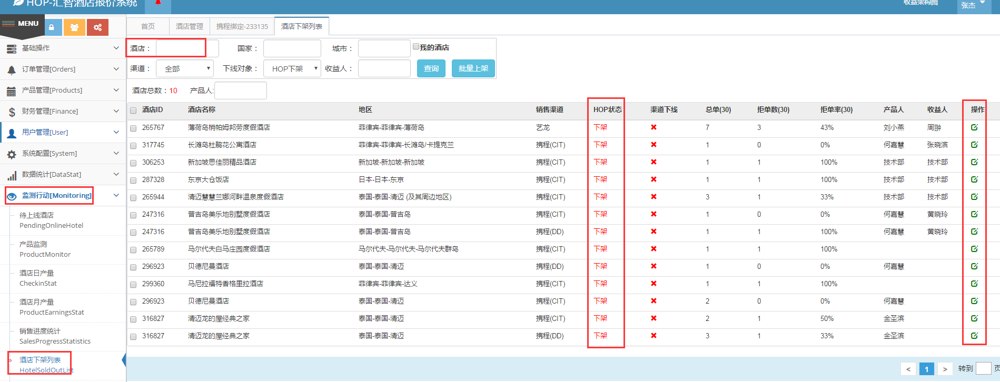 HOP-汇智酒店报价系统
收益架构图
张杰
MENU
首页 酒店管理 携程绑定-233135 酒店下架列表
基础操作
订单管理[Orders]
产品管理[Products]
财务管理[Finance]
用户管理[User]
系统配置[System]
数据统计[DataStat]
监测行动[Monitoring]
待上线酒店
PendingOnlineHotel
产品监测
ProductMonitor
酒店日产量
CheckinStat
酒店月产量
ProductEarningsStat
销售进度统计
SalesProgressStatistics
酒店下架列表
HotelSoldOutList
酒店： 国家： 城市： 我的酒店
渠道： 全部 下线对象： HOP下架 收益人： 查询 批量上架
酒店总数：10 产品人:
酒店ID 酒店名称 地区 销售渠道 HOP状态 渠道下线 总单(30) 拒单数(30) 拒单率(30) 产品人 收益人 操作
265767 薄荷岛梢帕姆邦劳度假酒店 菲律宾-菲律宾-薄荷岛 艺龙 下架 7 3 43% 刘小燕 周翀
317745 长滩岛杜鹃花公寓酒店 菲律宾-菲律宾-长滩岛/卡提克兰 携程(CIT) 下架 1 0 0% 何嘉慧 张晓滨
306253 新加坡思佳丽精品酒店 新加坡-新加坡-新加坡 携程(CIT) 下架 1 1 100% 技术部 技术部
287328 东京大仓饭店 日本-日本-东京 携程(CIT) 下架 1 1 100% 技术部 技术部
265944 清迈慧慧兰娜河畔温泉度假酒店 泰国-泰国-清迈 (及其周边地区) 携程(CIT) 下架 3 1 33% 技术部 技术部
247316 普吉岛美乐地别墅度假酒店 泰国-泰国-普吉岛 携程(CIT) 下架 1 0 0% 何嘉慧 黄晓玲
247316 普吉岛美乐地别墅度假酒店 泰国-泰国-普吉岛 携程(DD) 下架 1 1 100% 何嘉慧 黄晓玲
265789 马尔代夫白马庄园度假酒店 马尔代夫-马尔代夫-马尔代夫群岛 携程(CIT) 下架 1 1 100%
296923 贝德尼曼酒店 泰国-泰国-清迈 携程(DD) 下架 1 0 0% 何嘉慧
299360 马尼拉福特香格里拉酒店 菲律宾-菲律宾-达义 携程(CIT) 下架 1 1 100%
296923 贝德尼曼酒店 泰国-泰国-清迈 携程(CIT) 下架 2 0 0% 何嘉慧
316827 清迈龙的屋经典之家 泰国-泰国-清迈 携程(CIT) 下架 2 1 50% 金圣滨
316827 清迈龙的屋经典之家 泰国-泰国-清迈 携程(DD) 下架 3 1 33% 金圣滨
< 1 > 转到 页